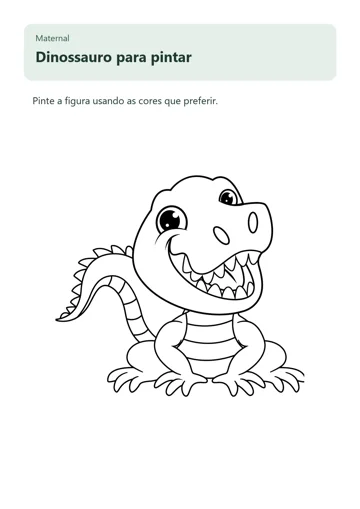 Maternal
Dinossauro para pintar
Pinte a figura usando as cores que preferir.